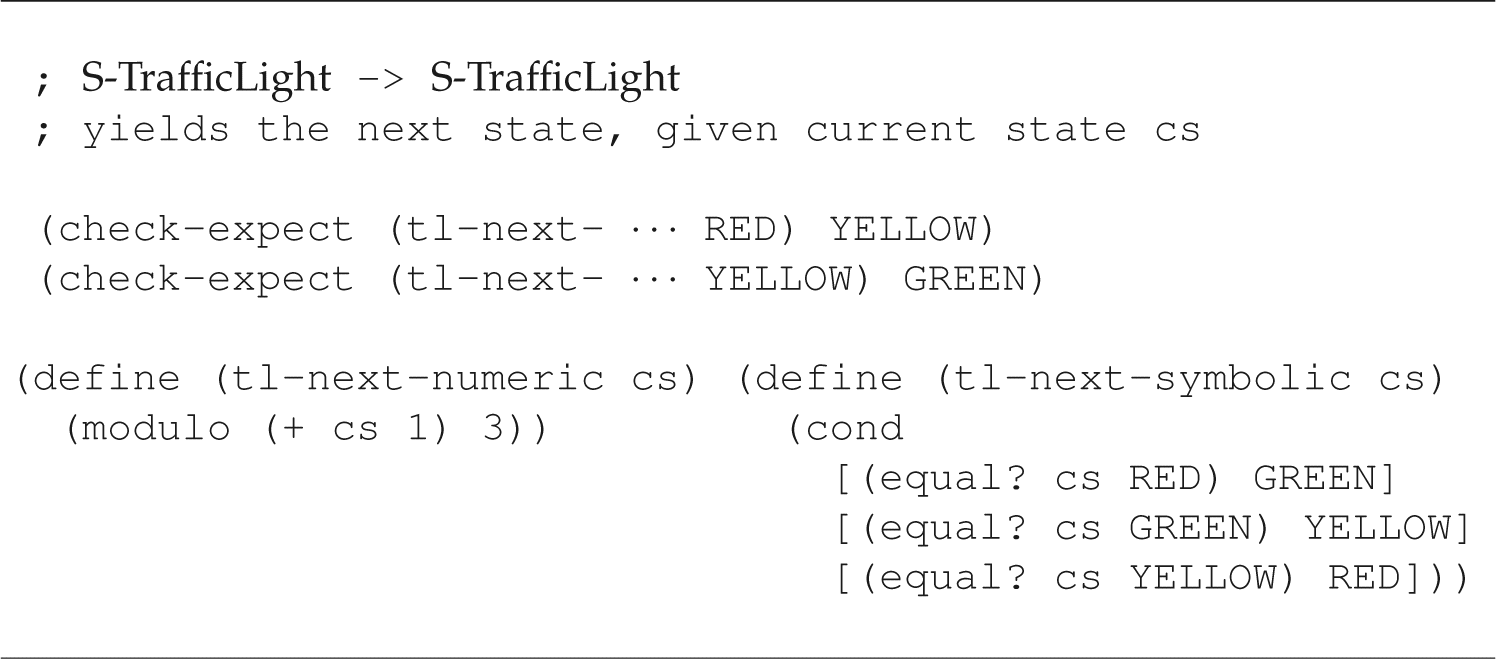 ; S-TrafficLight -> S-TrafficLight
; yields the next state, given current state cs
(check-expect (tl-next- ··· RED) YELLOW)
(check-expect (tl-next- ··· YELLOW) GREEN)
(define (tl-next-numeric cs) (define (tl-next-symbolic cs)
(modulo (+ cs 1) 3)) (cond
[(equal? cs RED) GREEN]
[(equal? cs GREEN) YELLOW]
[(equal? cs YELLOW) RED]))